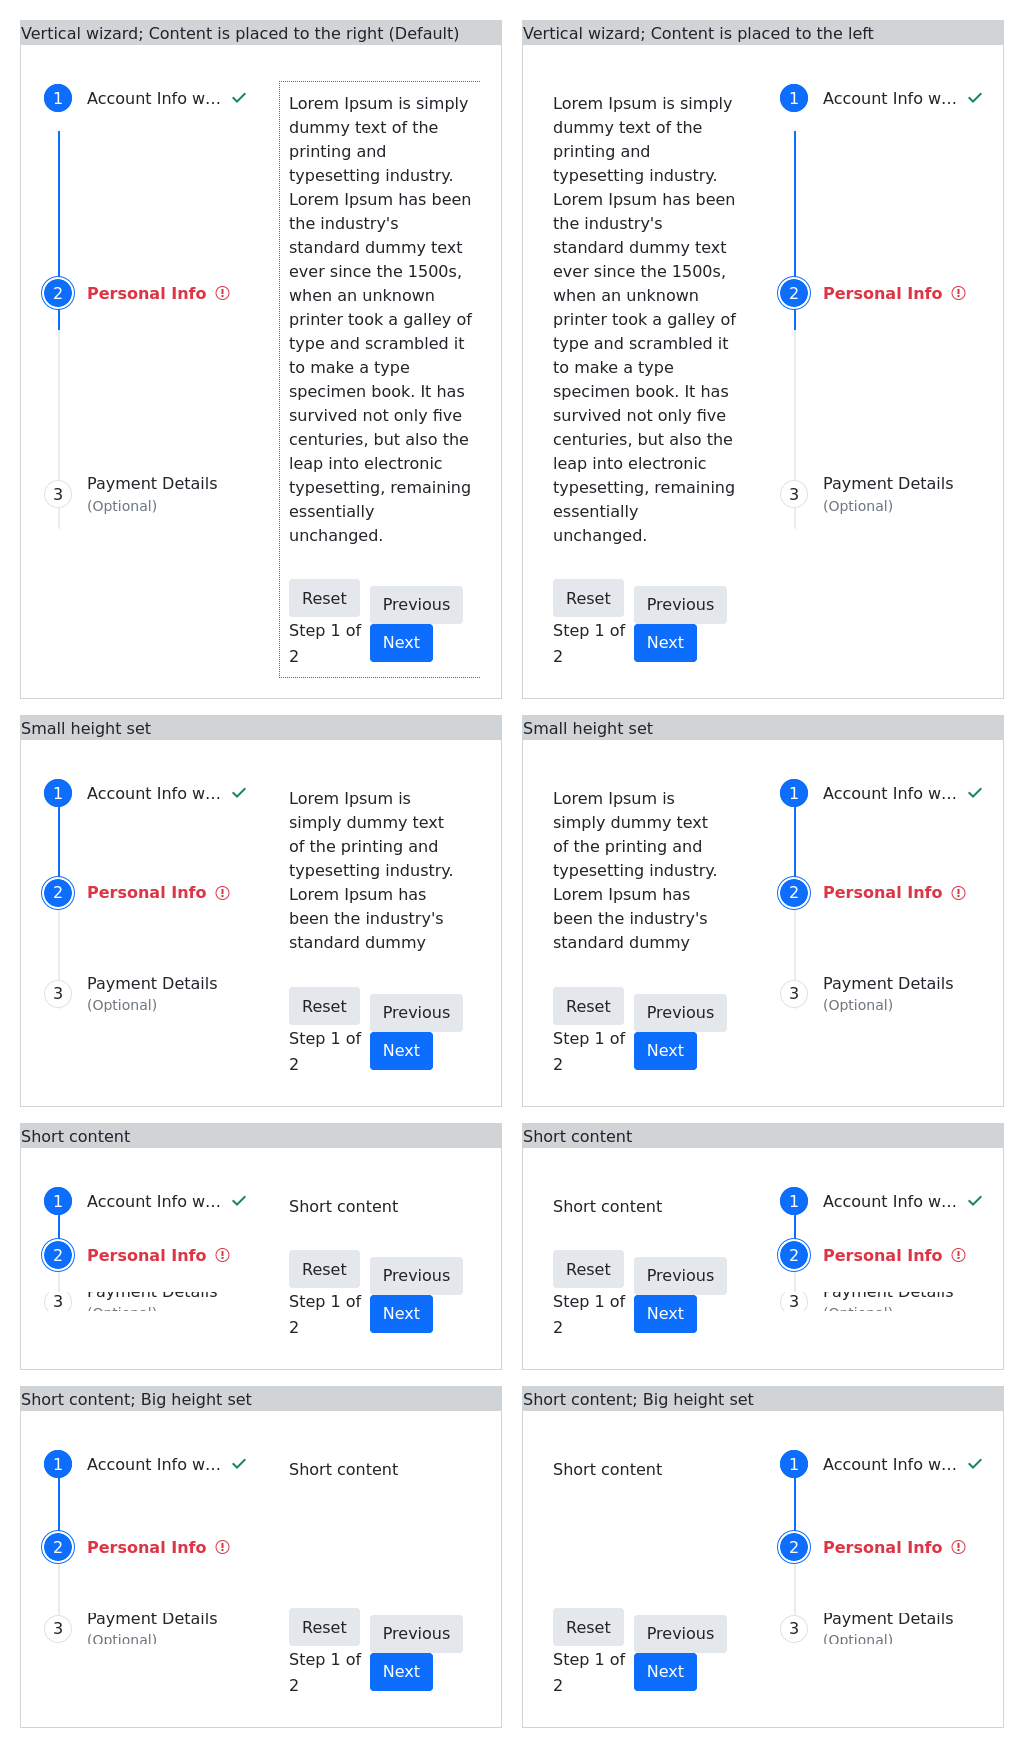 Vertical wizard; Content is placed to the right (Default)
1 Account Info w…
2 Personal Info
3 Payment Details
(Optional)
Lorem Ipsum is simply
dummy text of the
printing and
typesetting industry.
Lorem Ipsum has been
the industry's
standard dummy text
ever since the 1500s,
when an unknown
printer took a galley of
type and scrambled it
to make a type
specimen book. It has
survived not only five
centuries, but also the
leap into electronic
typesetting, remaining
essentially
unchanged.
Reset
Step 1 of
2
Previous
Next
Vertical wizard; Content is placed to the left
Lorem Ipsum is simply
dummy text of the
printing and
typesetting industry.
Lorem Ipsum has been
the industry's
standard dummy text
ever since the 1500s,
when an unknown
printer took a galley of
type and scrambled it
to make a type
specimen book. It has
survived not only five
centuries, but also the
leap into electronic
typesetting, remaining
essentially
unchanged.
Reset
Step 1 of
2
Previous
Next
1 Account Info w…
2 Personal Info
3 Payment Details
(Optional)
Small height set
1 Account Info w…
2 Personal Info
3 Payment Details
(Optional)
Lorem Ipsum is
simply dummy text
of the printing and
typesetting industry.
Lorem Ipsum has
been the industry's
standard dummy
Reset
Step 1 of
2
Previous
Next
Small height set
Lorem Ipsum is
simply dummy text
of the printing and
typesetting industry.
Lorem Ipsum has
been the industry's
standard dummy
Reset
Step 1 of
2
Previous
Next
1 Account Info w…
2 Personal Info
3 Payment Details
(Optional)
Short content
1 Account Info w…
2 Personal Info
3 Payment Details
(Optional)
Short content
Reset
Step 1 of
2
Previous
Next
Short content
Short content
Reset
Step 1 of
2
Previous
Next
1 Account Info w…
2 Personal Info
3 Payment Details
(Optional)
Short content; Big height set
1 Account Info w…
2 Personal Info
3 Payment Details
(Optional)
Short content
Reset
Step 1 of
2
Previous
Next
Short content; Big height set
Short content
Reset
Step 1 of
2
Previous
Next
1 Account Info w…
2 Personal Info
3 Payment Details
(Optional)